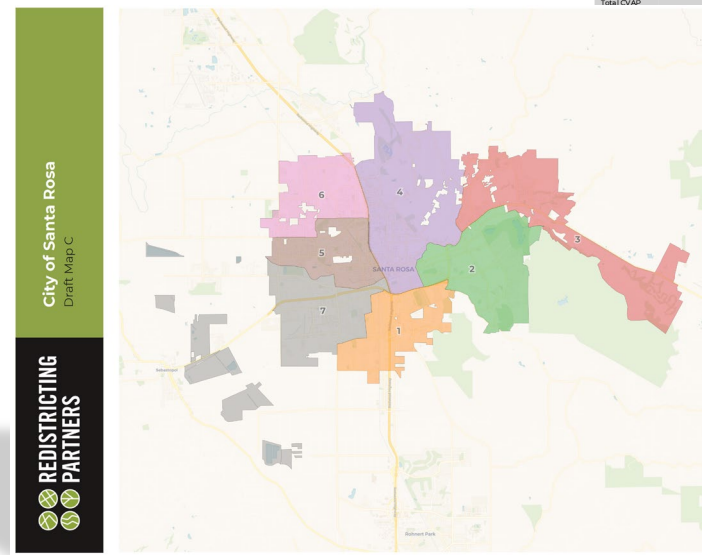 Total CVAP
City of Santa Rosa
Draft Map C
REDISTRICTING
PARTNERS
6
4
3
5
SANTA ROSA
2
7
1
Sebastopol
Rohnert Park